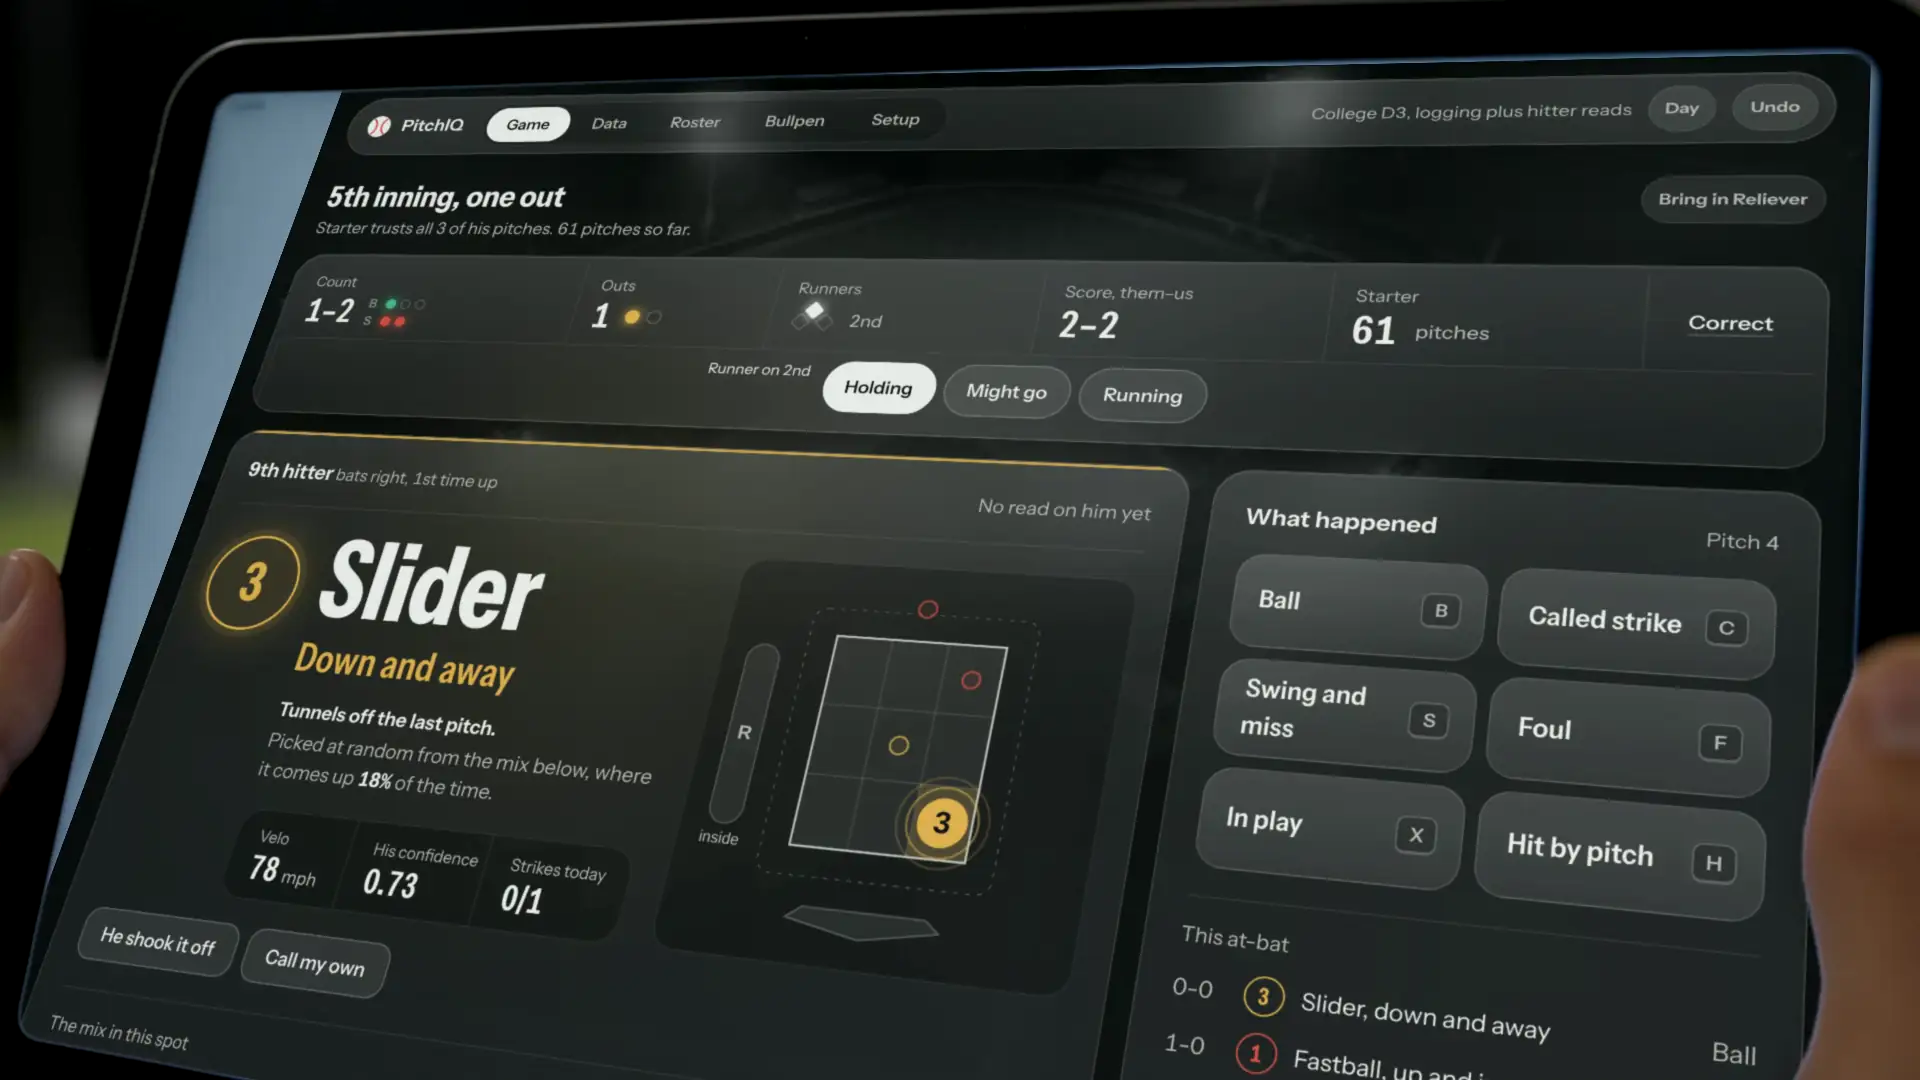 PitchIQ
Game
Data
Roster
Bullpen
Setup
College D3, logging plus hitter reads
Day
Undo
5th inning, one out
Starter trusts all 3 of his pitches. 61 pitches so far.
Bring in Reliever
Count
1–2
B
S
Outs
1
Runners
2nd
Score, them–us
2–2
Starter
61 pitches
Correct
Runner on 2nd
Holding
Might go
Running
9th hitter bats right, 1st time up
No read on him yet
3
Slider
Down and away
Tunnels off the last pitch.
Picked at random from the mix below, where
it comes up 18% of the time.
Velo
78 mph
His confidence
0.73
Strikes today
0/1
He shook it off
Call my own
The mix in this spot
R
inside
3
What happened
Pitch 4
Ball B
Called strike C
Swing and
miss S
Foul F
In play X
Hit by pitch H
This at-bat
0-0 3 Slider, down and away
Ball
1-0 1 Fastball, up and